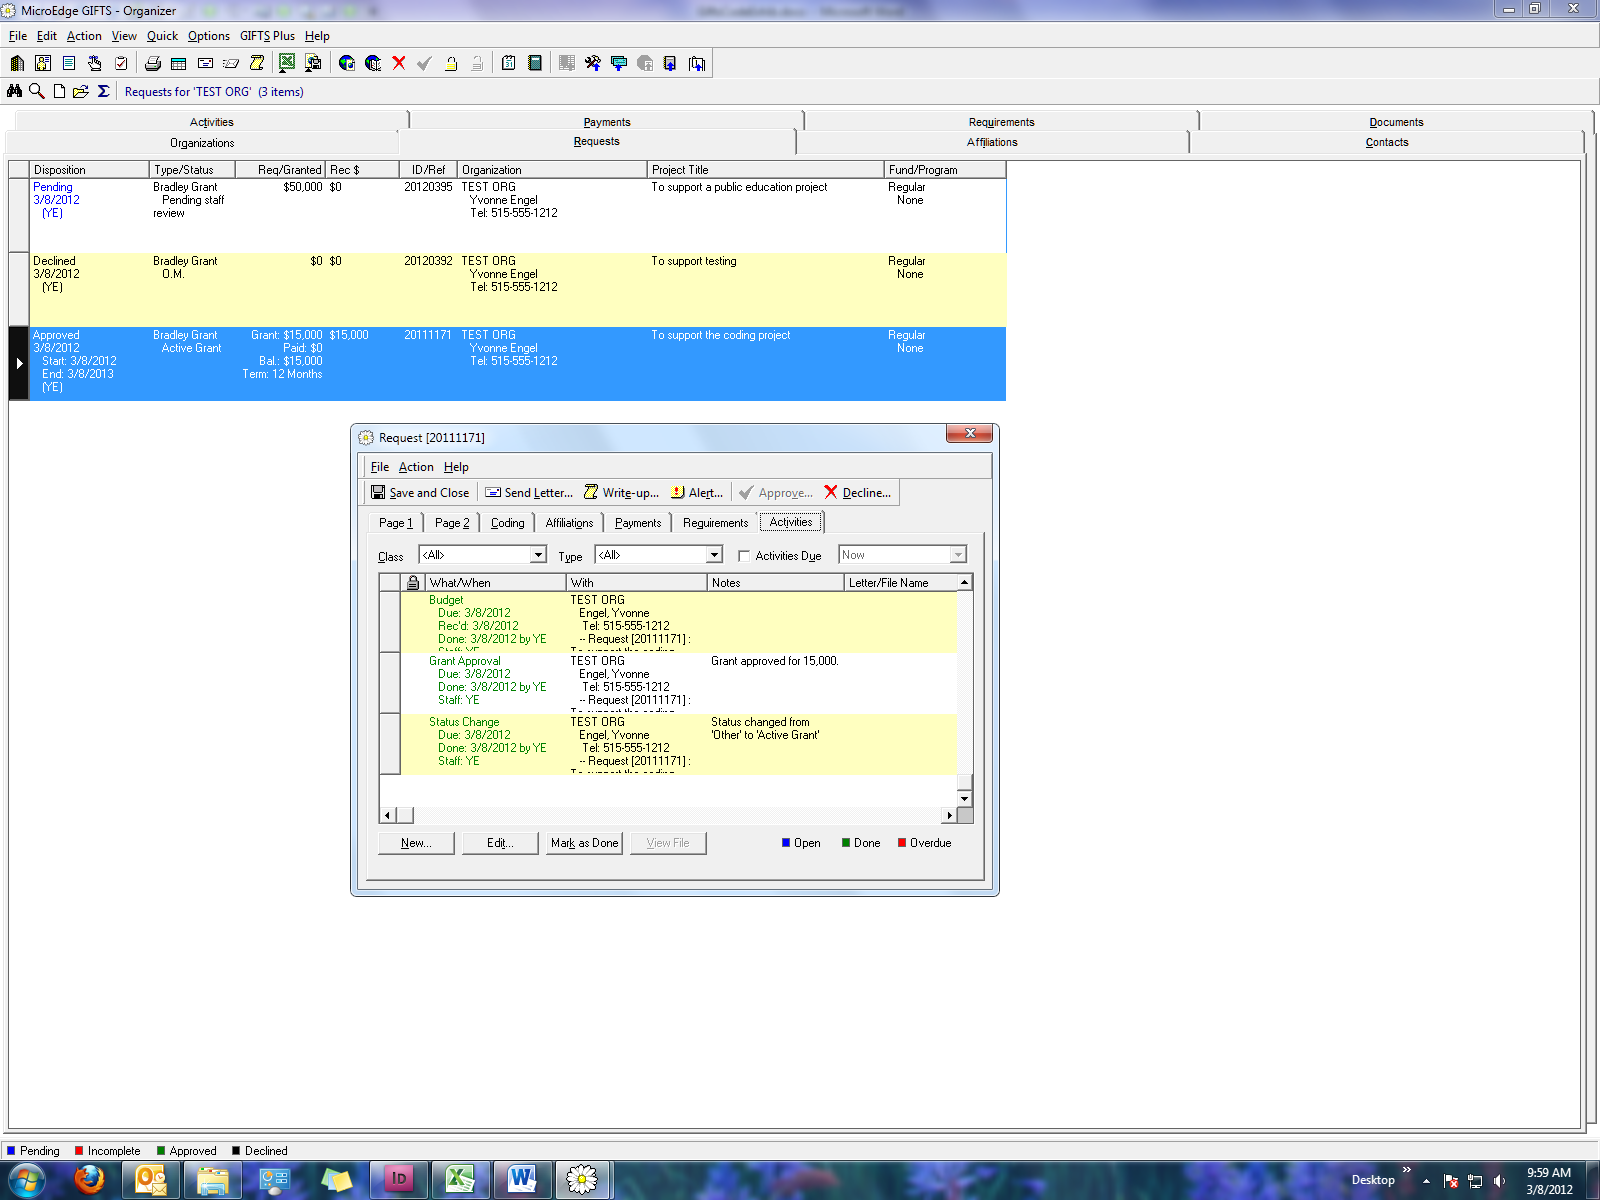 MicroEdge GIFTS - Organizer
File Edit Action View Quick Options GIFTS Plus Help
Requests for 'TEST ORG' (3 items)
Activities Payments Requirements Documents
Organizations Requests Affiliations Contacts
Disposition Type/Status Req/Granted Rec $ ID/Ref Organization Project Title Fund/Program
Pending Bradley Grant $50,000 $0 20120395 TEST ORG To support a public education project Regular
3/8/2012 Pending staff Yvonne Engel None
(YE) review Tel: 515-555-1212
Declined Bradley Grant $0 $0 20120392 TEST ORG To support testing Regular
3/8/2012 O.M. Yvonne Engel None
(YE) Tel: 515-555-1212
Approved Bradley Grant Grant: $15,000 $15,000 20111171 TEST ORG To support the coding project Regular
3/8/2012 Active Grant Paid: $0 Yvonne Engel None
Start: 3/8/2012 Bal.: $15,000 Tel: 515-555-1212
End: 3/8/2013 Term: 12 Months
(YE)
Request [20111171]
File Action Help
Save and Close Send Letter... Write-up... Alert... Approve... Decline...
Page 1 Page 2 Coding Affiliations Payments Requirements Activities
Class <All> Type <All> Activities Due Now
What/When With Notes Letter/File Name
Budget TEST ORG
Due: 3/8/2012 Engel, Yvonne
Rec'd: 3/8/2012 Tel: 515-555-1212
Done: 3/8/2012 by YE -- Request [20111171] :
Staff: YE To support the coding
Grant Approval TEST ORG Grant approved for 15,000.
Due: 3/8/2012 Engel, Yvonne
Done: 3/8/2012 by YE Tel: 515-555-1212
Staff: YE -- Request [20111171] :
To support the coding
Status Change TEST ORG Status changed from
Due: 3/8/2012 Engel, Yvonne 'Other' to 'Active Grant'
Done: 3/8/2012 by YE Tel: 515-555-1212
Staff: YE -- Request [20111171] :
To support the coding
New... Edit... Mark as Done View File Open Done Overdue
Pending Incomplete Approved Declined
Desktop 9:59 AM
3/8/2012